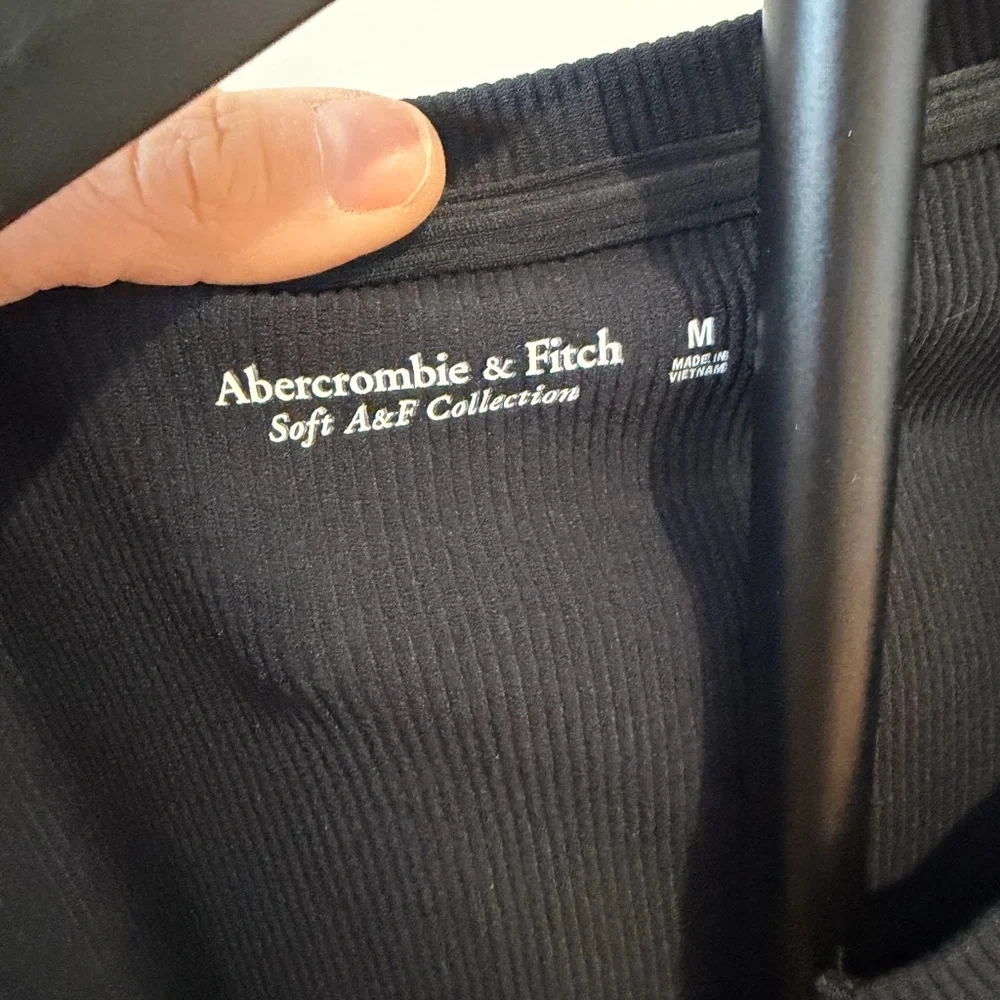 Abercrombie & Fitch
Soft A&F Collection
M
MADE IN
VIETNAM